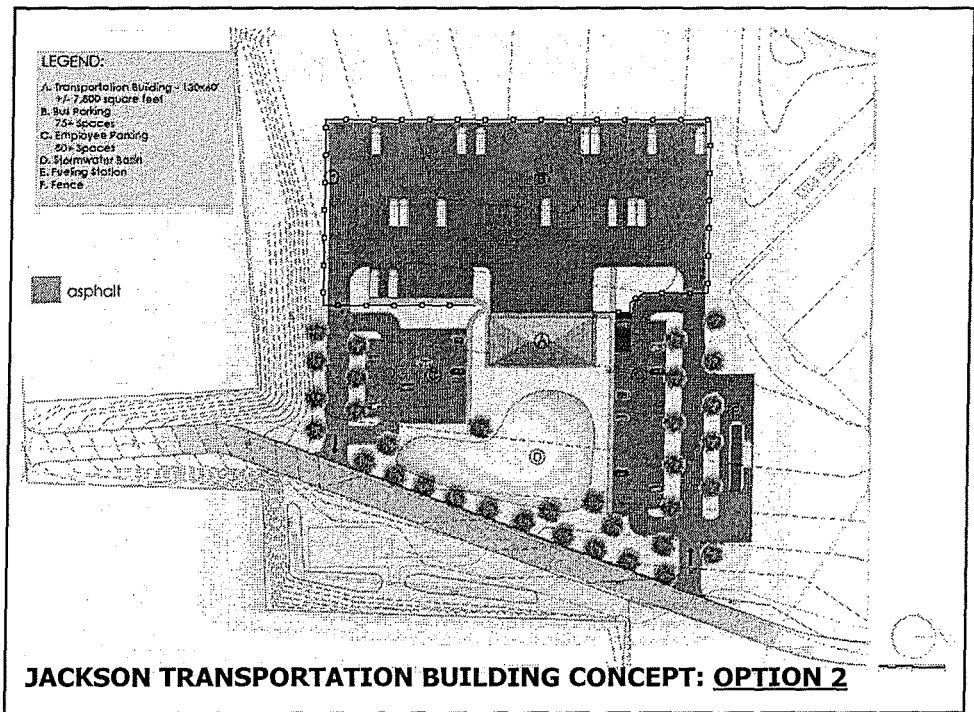 LEGEND:
A. Transportation Building - 130x60'
+/- 7,800 square feet
B. Bus Parking
75+ Spaces
C. Employee Parking
80+ Spaces
D. Stormwater Basin
E. Fueling Station
F. Fence
asphalt
B
A
D
JACKSON TRANSPORTATION BUILDING CONCEPT: OPTION 2